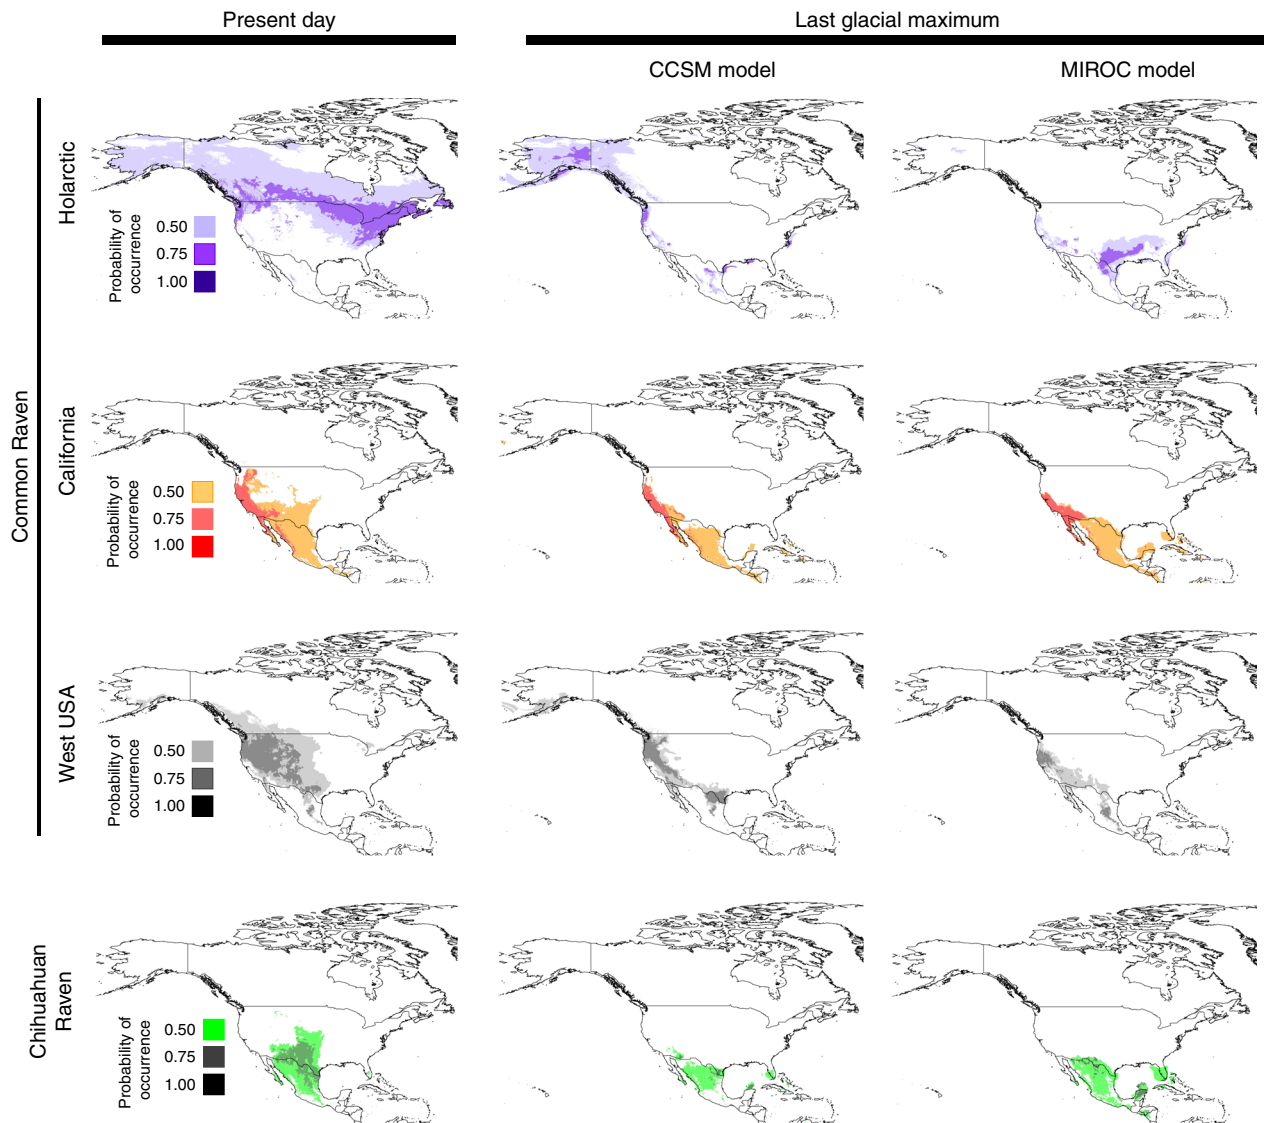 Present day
Last glacial maximum
CCSM model
MIROC model
Common Raven
Holarctic
Probability of
occurrence
0.50
0.75
1.00
California
Probability of
occurrence
0.50
0.75
1.00
West USA
Probability of
occurrence
0.50
0.75
1.00
Chihuahuan
Raven
Probability of
occurrence
0.50
0.75
1.00